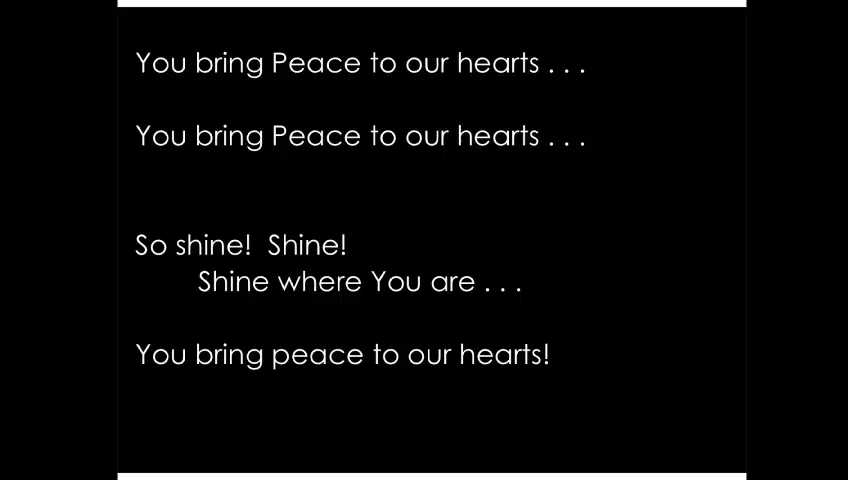 You bring Peace to our hearts . . .
You bring Peace to our hearts . . .
So shine!  Shine!
Shine where You are . . .
You bring peace to our hearts!